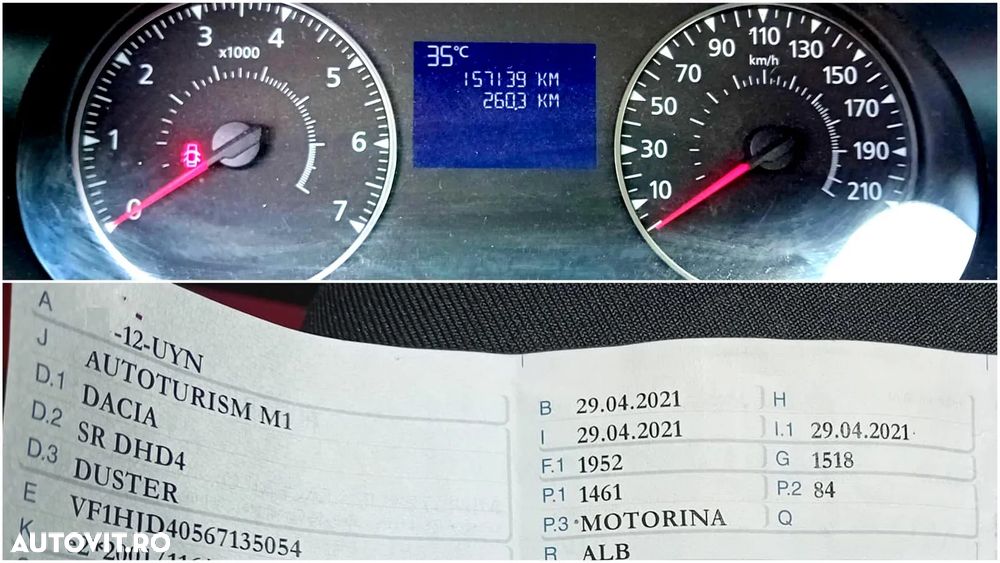 3 4
x1000
2 5
1 6
0 7
35°C
157139 KM
260.3 KM
90 110 130
km/h
70 150
50 170
30 190
10 210
A -12-UYN
J AUTOTURISM M1
D.1 DACIA
D.2 SR DHD4
D.3 DUSTER
E VF1HJD40567135054
K
B 29.04.2021 H
I 29.04.2021 I.1 29.04.2021
F.1 1952 G 1518
P.1 1461 P.2 84
P.3 MOTORINA Q
R ALB
AUTOVIT.RO